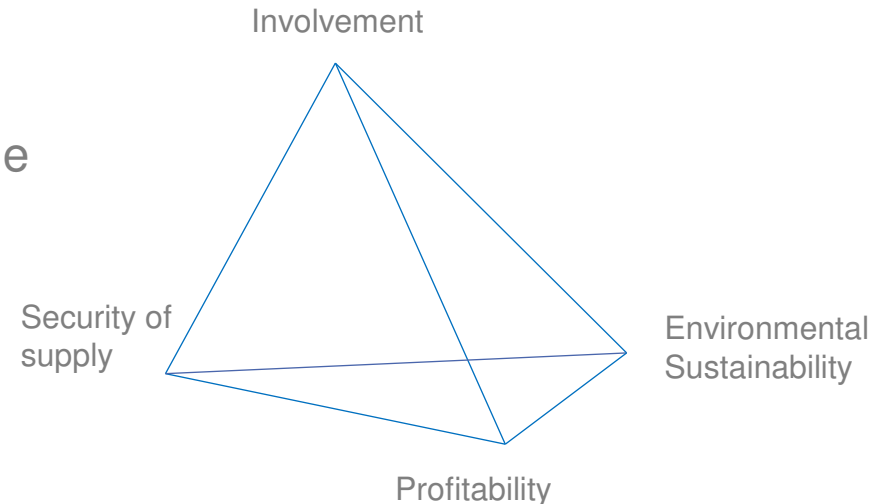 Involvement
e
Security of
supply
Environmental
Sustainability
Profitability